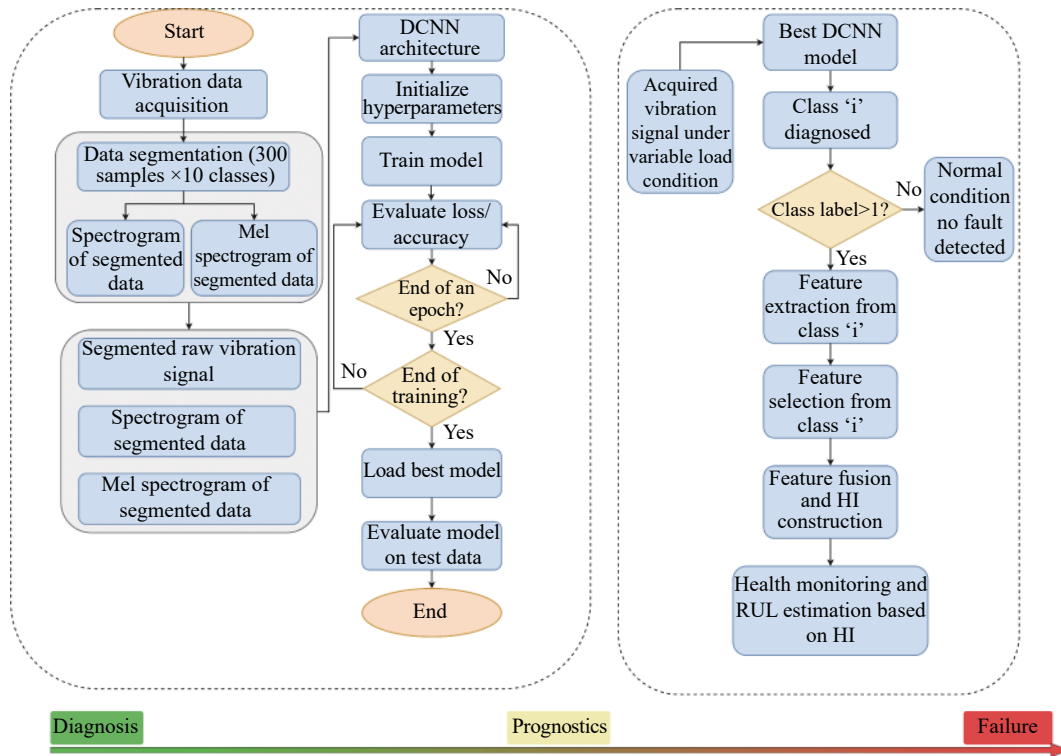 Start
Vibration data
acquisition
Data segmentation (300
samples ×10 classes)
Spectrogram
of segmented
data
Mel
spectrogram of
segmented data
Segmented raw vibration
signal
Spectrogram of
segmented data
Mel spectrogram of
segmented data
DCNN
architecture
Initialize
hyperparameters
Train model
Evaluate loss/
accuracy
No
End of an
epoch?
Yes
No
End of
training?
Yes
Load best model
Evaluate model
on test data
End
Best DCNN
model
Acquired
vibration
signal under
variable load
condition
Class ‘i’
diagnosed
Class label>1?
No
Normal
condition
no fault
detected
Yes
Feature
extraction from
class ‘i’
Feature
selection from
class ‘i’
Feature fusion
and HI
construction
Health monitoring and
RUL estimation based
on HI
Diagnosis
Prognostics
Failure